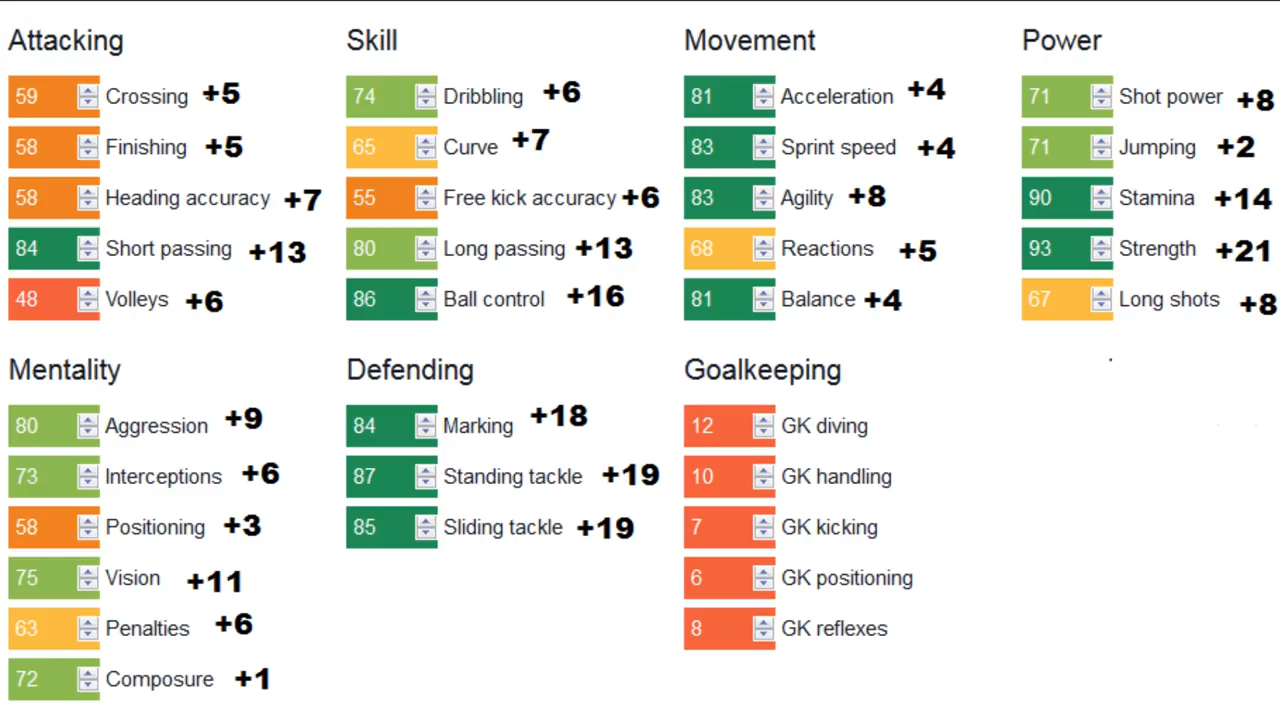 Attacking
59 Crossing +5
58 Finishing +5
58 Heading accuracy +7
84 Short passing +13
48 Volleys +6
Skill
74 Dribbling +6
65 Curve +7
55 Free kick accuracy +6
80 Long passing +13
86 Ball control +16
Movement
81 Acceleration +4
83 Sprint speed +4
83 Agility +8
68 Reactions +5
81 Balance +4
Power
71 Shot power +8
71 Jumping +2
90 Stamina +14
93 Strength +21
67 Long shots +8
Mentality
80 Aggression +9
73 Interceptions +6
58 Positioning +3
75 Vision +11
63 Penalties +6
72 Composure +1
Defending
84 Marking +18
87 Standing tackle +19
85 Sliding tackle +19
Goalkeeping
12 GK diving
10 GK handling
7 GK kicking
6 GK positioning
8 GK reflexes